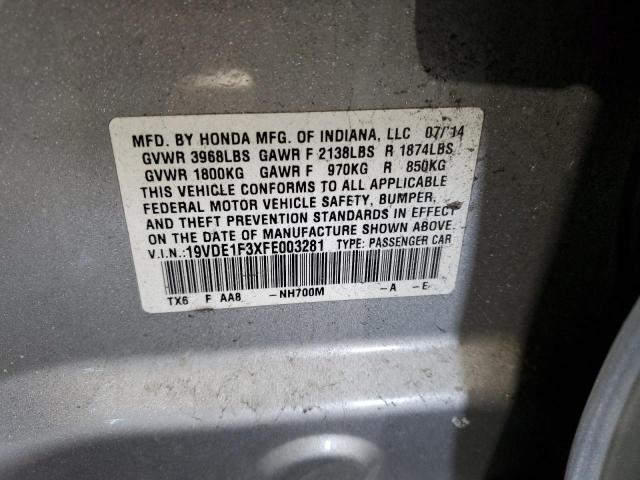 MFD. BY HONDA MFG. OF INDIANA, LLC 07/14
GVWR 3968LBS GAWR F 2138LBS R 1874LBS
GVWR 1800KG GAWR F 970KG R 850KG
THIS VEHICLE CONFORMS TO ALL APPLICABLE
FEDERAL MOTOR VEHICLE SAFETY, BUMPER,
AND THEFT PREVENTION STANDARDS IN EFFECT
ON THE DATE OF MANUFACTURE SHOWN ABOVE.
V.I.N.:19VDE1F3XFE003281 TYPE: PASSENGER CAR
TX6 F AA8 -NH700M -A -E